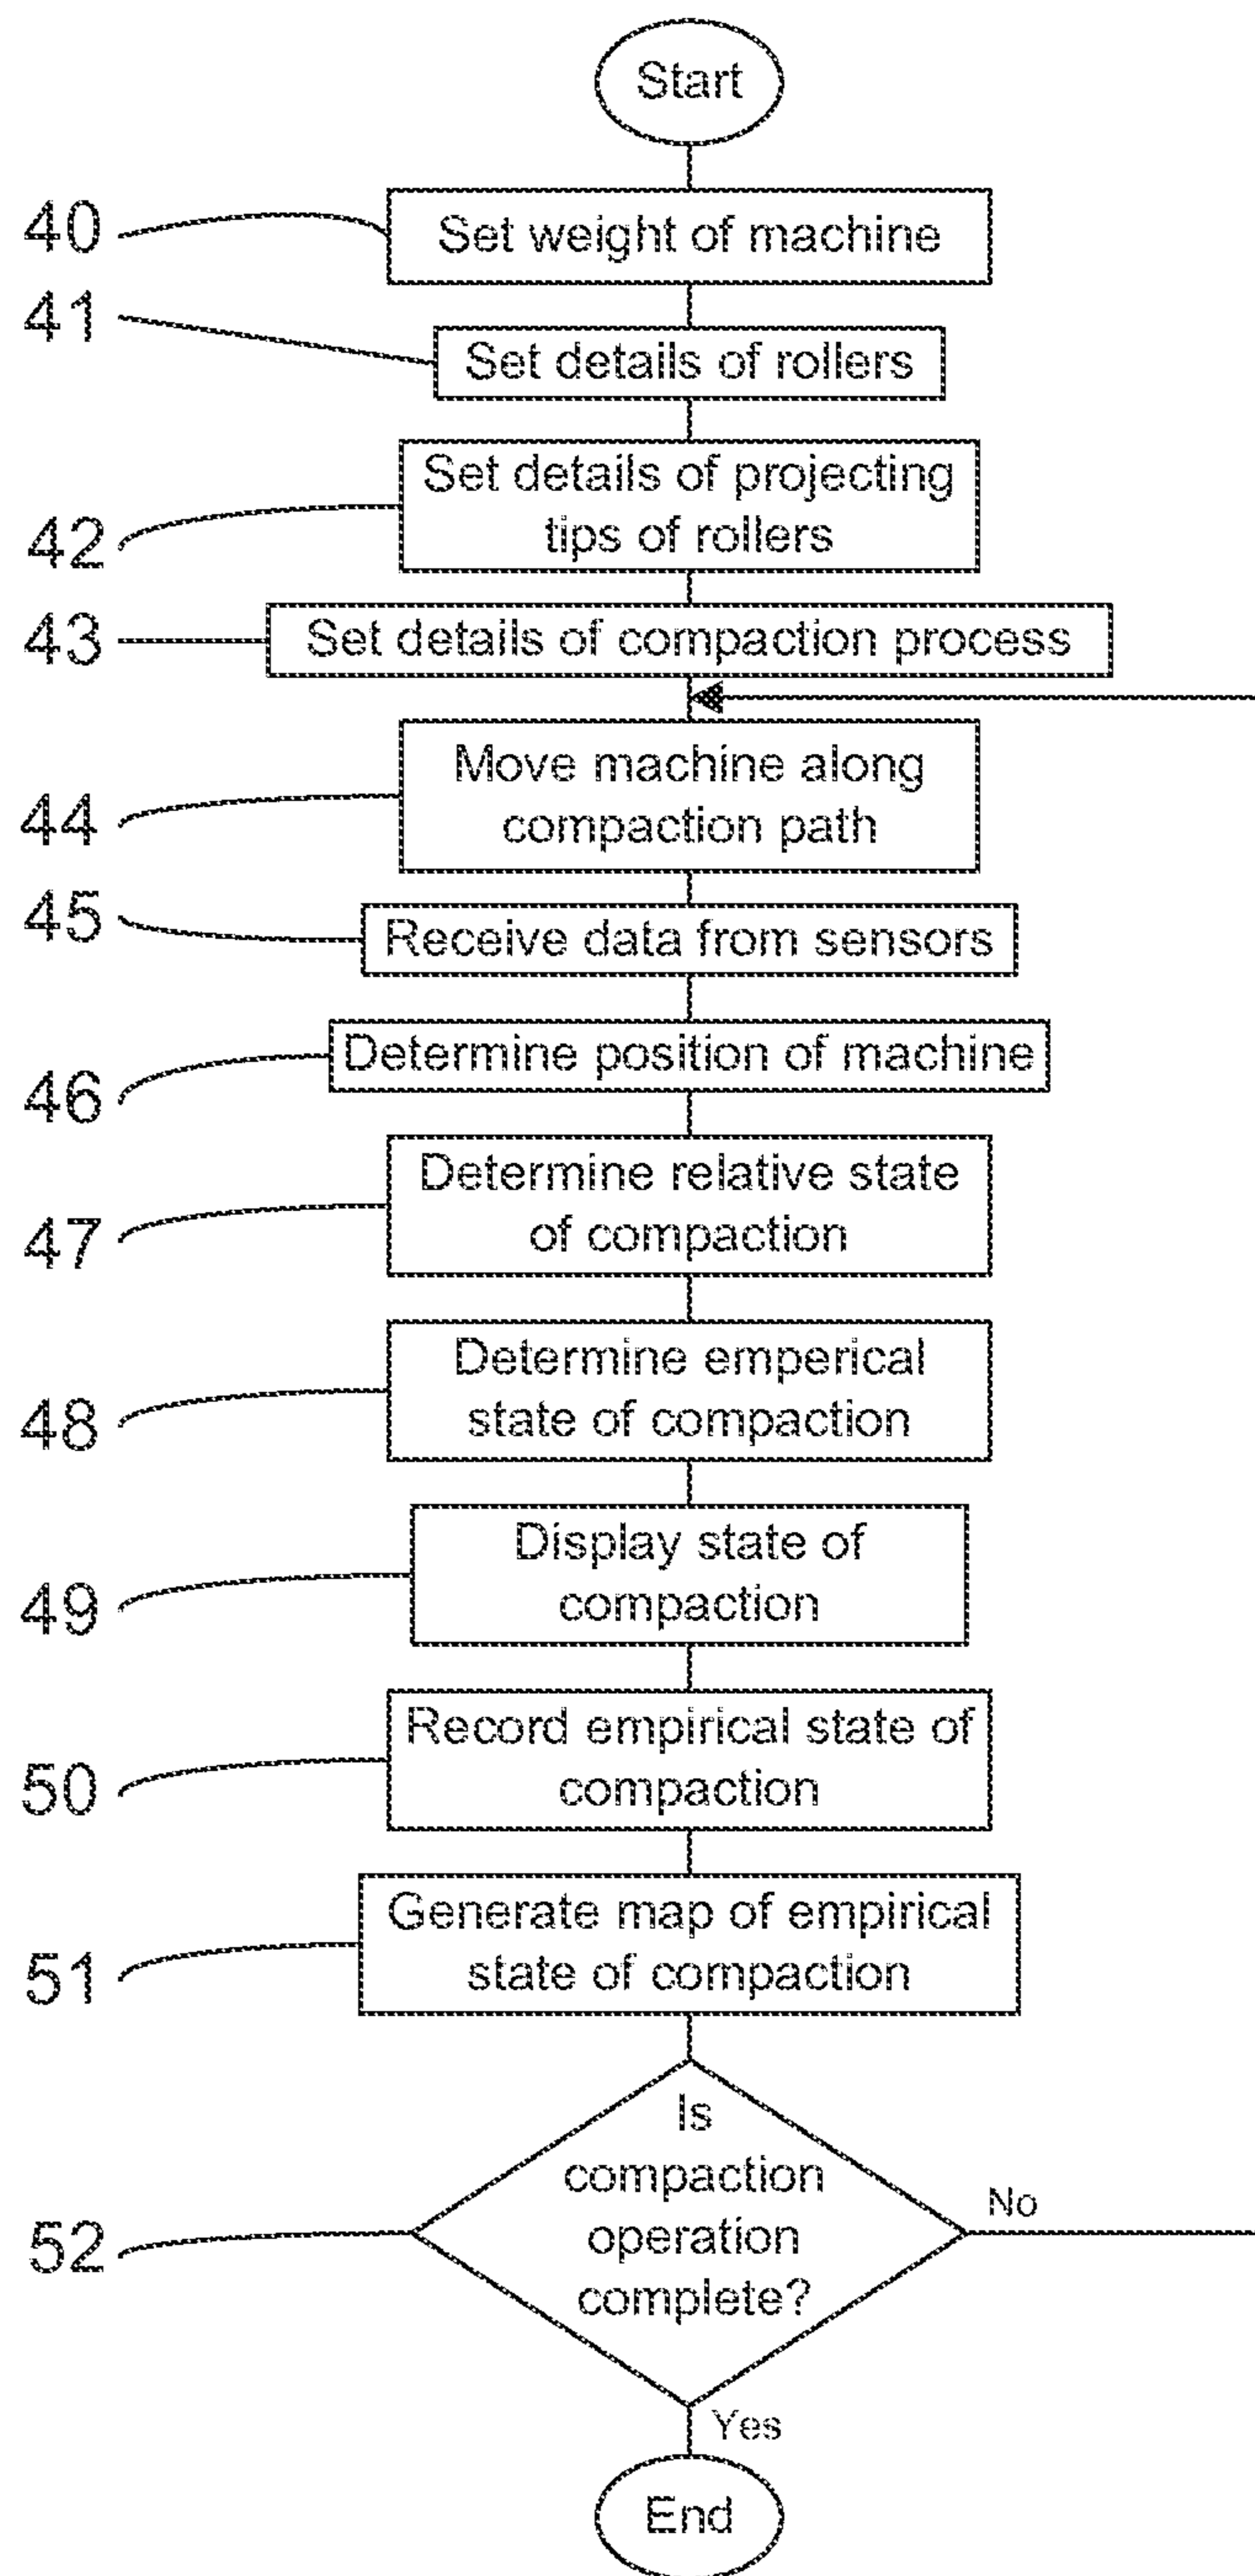 Start
40
Set weight of machine
41
Set details of rollers
42
Set details of projecting
tips of rollers
43
Set details of compaction process
44
Move machine along
compaction path
45
Receive data from sensors
46
Determine position of machine
47
Determine relative state
of compaction
48
Determine emperical
state of compaction
49
Display state of
compaction
50
Record empirical state of
compaction
51
Generate map of empirical
state of compaction
52
Is
compaction
operation
complete?
No
Yes
End